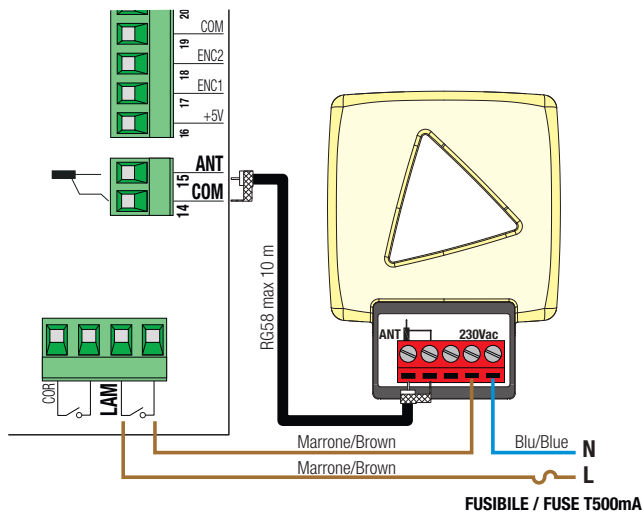 20
COM
19
ENC2
18
ENC1
17
+5V
16
ANT
15
COM
14
RG58 max 10 m
ANT
230Vac
COR
LAM
Marrone/Brown
Blu/Blue
N
Marrone/Brown
L
FUSIBILE / FUSE T500mA